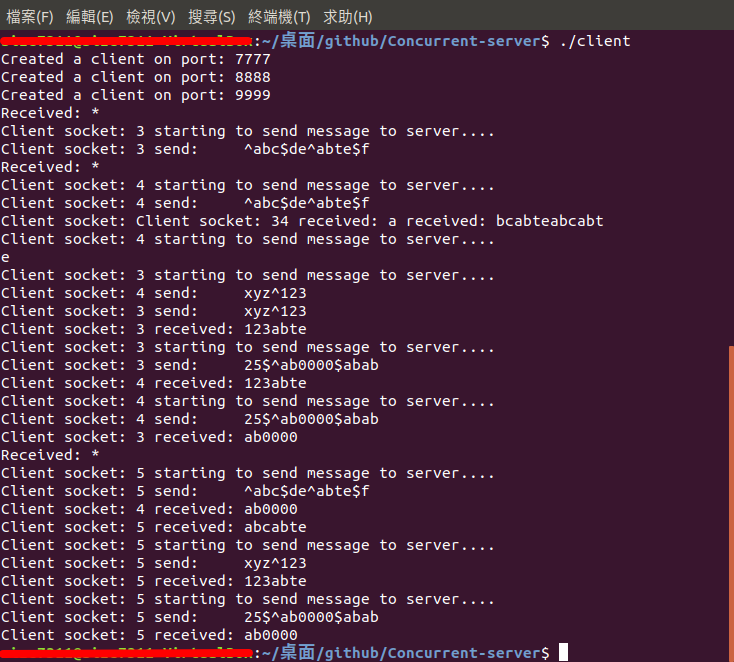 檔案(F) 編輯(E) 檢視(V) 搜尋(S) 終端機(T) 求助(H)
:~/桌面/github/Concurrent-server$ ./client
Created a client on port: 7777
Created a client on port: 8888
Created a client on port: 9999
Received: *
Client socket: 3 starting to send message to server....
Client socket: 3 send:     ^abc$de^abte$f
Received: *
Client socket: 4 starting to send message to server....
Client socket: 4 send:     ^abc$de^abte$f
Client socket: Client socket: 34 received: a received: bcabteabcabt
Client socket: 4 starting to send message to server....
e
Client socket: 3 starting to send message to server....
Client socket: 4 send:     xyz^123
Client socket: 3 send:     xyz^123
Client socket: 3 received: 123abte
Client socket: 3 starting to send message to server....
Client socket: 3 send:     25$^ab0000$abab
Client socket: 4 received: 123abte
Client socket: 4 starting to send message to server....
Client socket: 4 send:     25$^ab0000$abab
Client socket: 3 received: ab0000
Received: *
Client socket: 5 starting to send message to server....
Client socket: 5 send:     ^abc$de^abte$f
Client socket: 4 received: ab0000
Client socket: 5 received: abcabte
Client socket: 5 starting to send message to server....
Client socket: 5 send:     xyz^123
Client socket: 5 received: 123abte
Client socket: 5 starting to send message to server....
Client socket: 5 send:     25$^ab0000$abab
Client socket: 5 received: ab0000
:~/桌面/github/Concurrent-server$